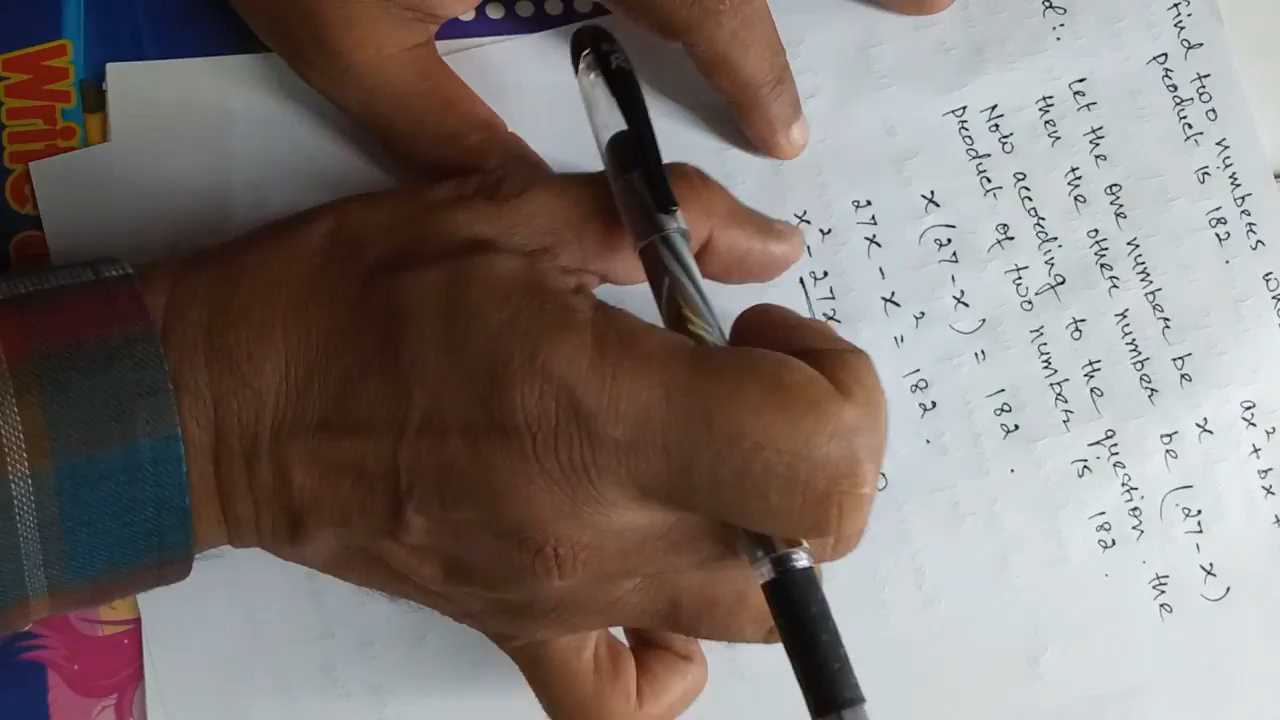 find two numbers
product is 182.
ax² + bx +
Let the one number be x
then the other number be (27-x)
Now according to the question. the
product of two number is 182.
x(27-x) = 182.
27x - x² = 182.
x² - 27x
Write